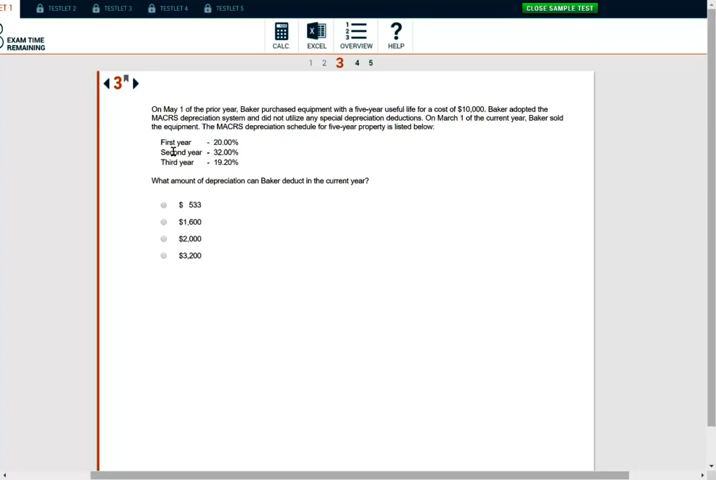 ET 1
TESTLET 2
TESTLET 3
TESTLET 4
TESTLET 5
CLOSE SAMPLE TEST
EXAM TIME
REMAINING
CALC.
EXCEL
OVERVIEW
HELP
1 2 3 4 5
3
On May 1 of the prior year, Baker purchased equipment with a five-year useful life for a cost of $10,000. Baker adopted the
MACRS depreciation system and did not utilize any special depreciation deductions. On March 1 of the current year, Baker sold
the equipment. The MACRS depreciation schedule for five-year property is listed below:
First year - 20.00%
Second year - 32.00%
Third year - 19.20%
What amount of depreciation can Baker deduct in the current year?
$ 533
$1,600
$2,000
$3,200